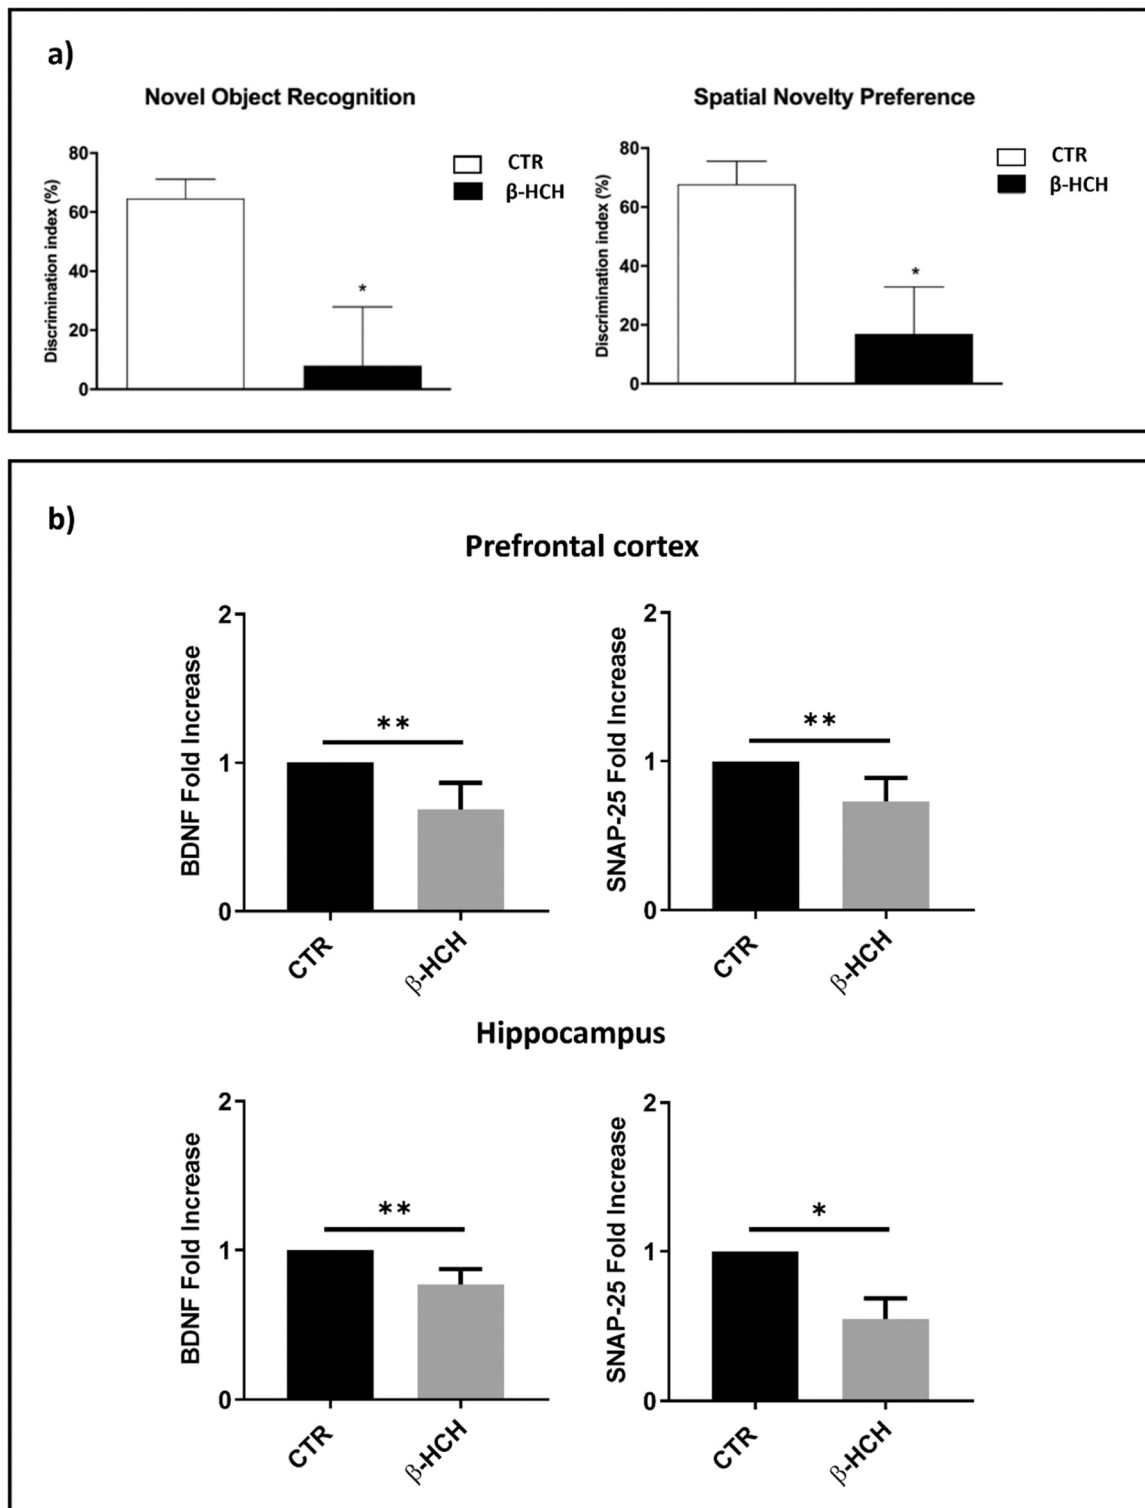 a)
Novel Object Recognition
Discrimination index (%)
80
60
40
20
0
*
CTR
β-HCH
Spatial Novelty Preference
Discrimination index (%)
80
60
40
20
0
*
CTR
β-HCH
b)
Prefrontal cortex
BDNF Fold Increase
2
1
0
**
CTR
β-HCH
SNAP-25 Fold Increase
2
1
0
**
CTR
β-HCH
Hippocampus
BDNF Fold Increase
2
1
0
**
CTR
β-HCH
SNAP-25 Fold Increase
2
1
0
*
CTR
β-HCH